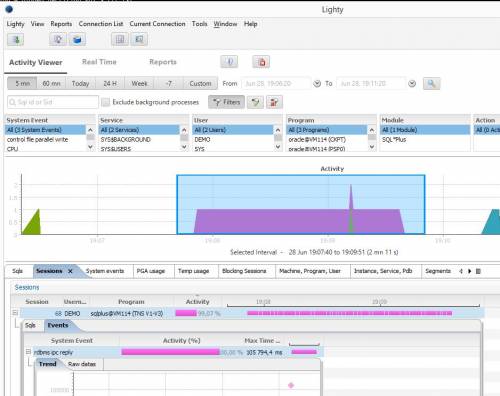 Lighty
Lighty View Reports Connection List Current Connection Tools Window Help
Activity Viewer Real Time Reports
5 mn 60 mn Today 24 H Week -7 Custom From Jun 28, 19:06:20 To Jun 28, 19:11:20
Sql id or Sid Exclude background processes Filters
System Event Service User Program Module Action
All (3 System Events) All (2 Services) All (2 Users) All (3 Programs) All (1 Module) All (0 Act
control file parallel write SYS$BACKGROUND DEMO oracle@VM114 (CKPT) SQL*Plus
CPU SYS$USERS SYS oracle@VM114 (PSP0)
Activity
2
1.5
1
0.5
0
19:07 19:08 19:09 19:10
Selected Interval - 28 Jun 19:07:40 to 19:09:51 (2 mn 11 s)
Sqls Sessions X System events PGA usage Temp usage Blocking Sessions Machine, Program, User Instance, Service, Pdb Segments
Sessions
Session Usern... Program Activity 19:08 19:09
68 DEMO sqlplus@VM114 (TNS V1-V3) 99,07 %
Sqls Events
System Event Activity (%) Max Time ...
rdbms ipc reply 100,00 % 105 794,4 ms
Trend Raw datas
100000